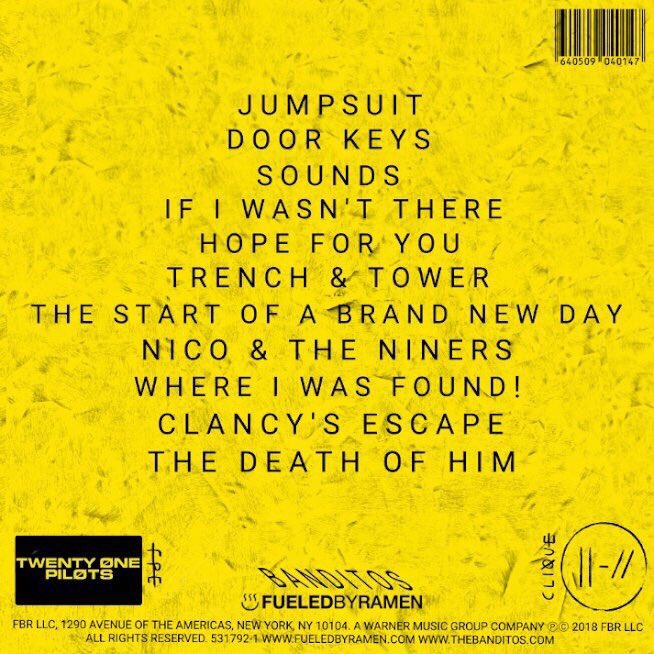 640509 040147
JUMPSUIT
DOOR KEYS
SOUNDS
IF I WASN'T THERE
HOPE FOR YOU
TRENCH & TOWER
THE START OF A BRAND NEW DAY
NICO & THE NINERS
WHERE I WAS FOUND!
CLANCY'S ESCAPE
THE DEATH OF HIM
TWENTY ØNE
PILØTS
FPE
BANDITOS
FUELEDBYRAMEN
CLIQUE
||-//
FBR LLC, 1290 AVENUE OF THE AMERICAS, NEW YORK, NY 10104. A WARNER MUSIC GROUP COMPANY ℗© 2018 FBR LLC
ALL RIGHTS RESERVED. 531792-1 WWW.FUELEDBYRAMEN.COM WWW.THEBANDITOS.COM